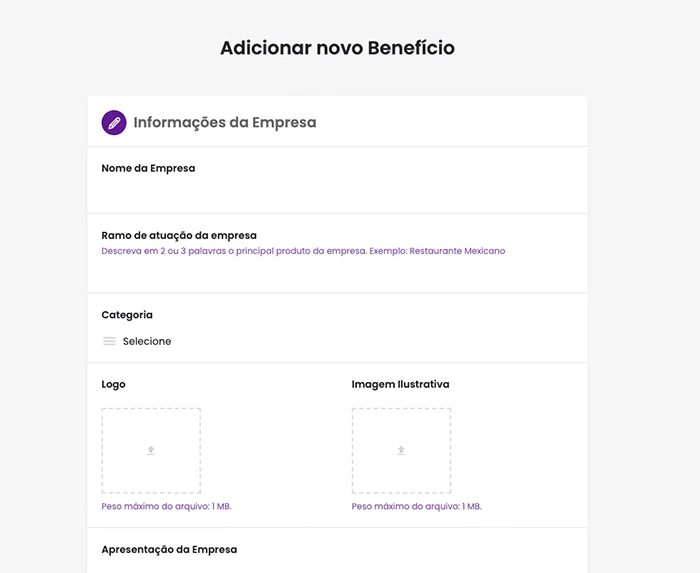 Adicionar novo Benefício
Informações da Empresa
Nome da Empresa
Ramo de atuação da empresa
Descreva em 2 ou 3 palavras o principal produto da empresa. Exemplo: Restaurante Mexicano
Categoria
Selecione
Logo
Imagem Ilustrativa
Peso máximo do arquivo: 1 MB.
Peso máximo do arquivo: 1 MB.
Apresentação da Empresa